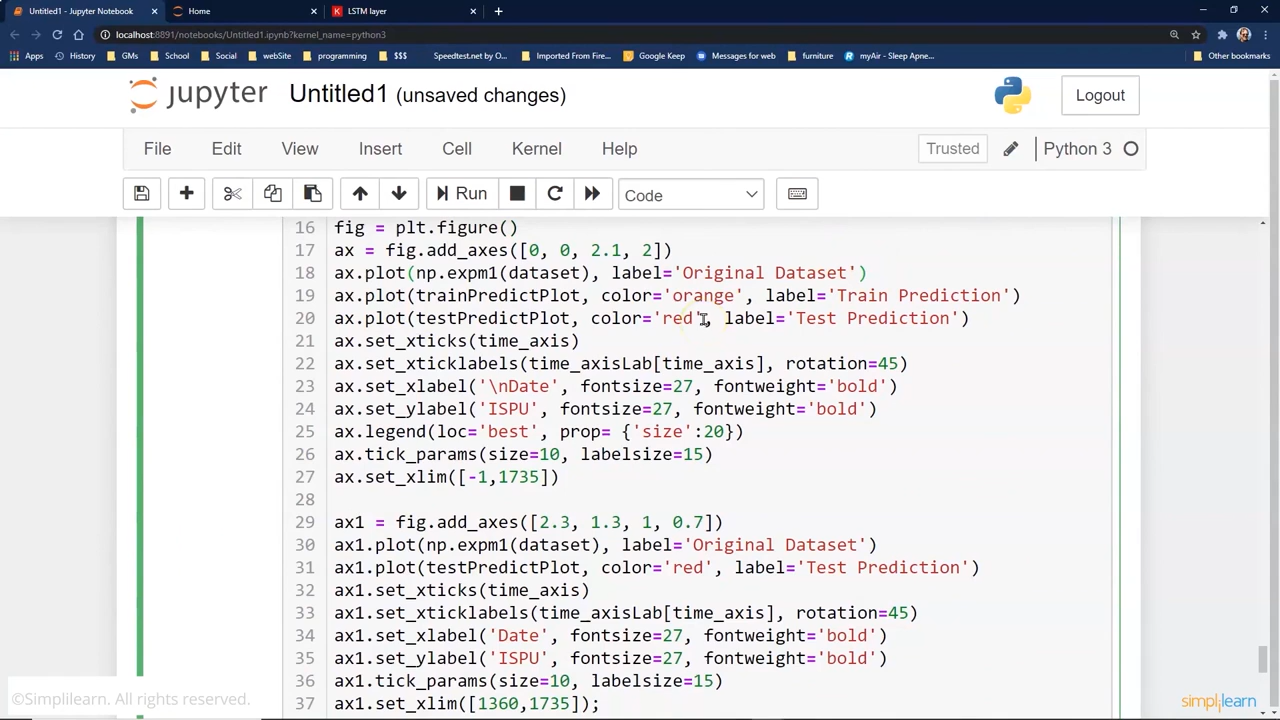 Untitled1 - Jupyter Notebook
Home
LSTM layer
localhost:8891/notebooks/Untitled1.ipynb?kernel_name=python3
Apps
History
GMs
School
Social
webSite
programming
$$$
Speedtest.net by O...
Imported From Fire...
Google Keep
Messages for web
furniture
myAir - Sleep Apne...
Other bookmarks
jupyter
Untitled1 (unsaved changes)
Logout
File
Edit
View
Insert
Cell
Kernel
Help
Trusted
Python 3
Run
Code
16 fig = plt.figure()
17 ax = fig.add_axes([0, 0, 2.1, 2])
18 ax.plot(np.expm1(dataset), label='Original Dataset')
19 ax.plot(trainPredictPlot, color='orange', label='Train Prediction')
20 ax.plot(testPredictPlot, color='red', label='Test Prediction')
21 ax.set_xticks(time_axis)
22 ax.set_xticklabels(time_axisLab[time_axis], rotation=45)
23 ax.set_xlabel('\nDate', fontsize=27, fontweight='bold')
24 ax.set_ylabel('ISPU', fontsize=27, fontweight='bold')
25 ax.legend(loc='best', prop= {'size':20})
26 ax.tick_params(size=10, labelsize=15)
27 ax.set_xlim([-1,1735])
28
29 ax1 = fig.add_axes([2.3, 1.3, 1, 0.7])
30 ax1.plot(np.expm1(dataset), label='Original Dataset')
31 ax1.plot(testPredictPlot, color='red', label='Test Prediction')
32 ax1.set_xticks(time_axis)
33 ax1.set_xticklabels(time_axisLab[time_axis], rotation=45)
34 ax1.set_xlabel('Date', fontsize=27, fontweight='bold')
35 ax1.set_ylabel('ISPU', fontsize=27, fontweight='bold')
36 ax1.tick_params(size=10, labelsize=15)
37 ax1.set_xlim([1360,1735]);
©Simplilearn. All rights reserved.
simplilearn